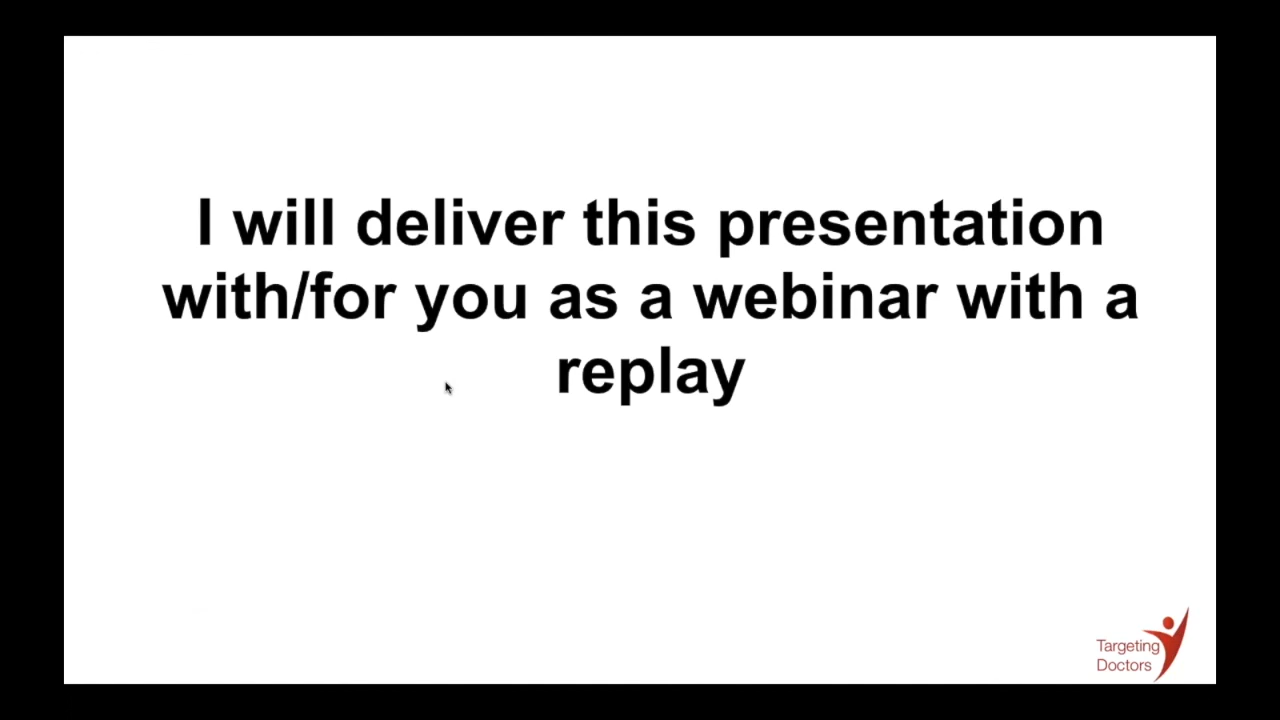 I will deliver this presentation
with/for you as a webinar with a
replay
Targeting
Doctors